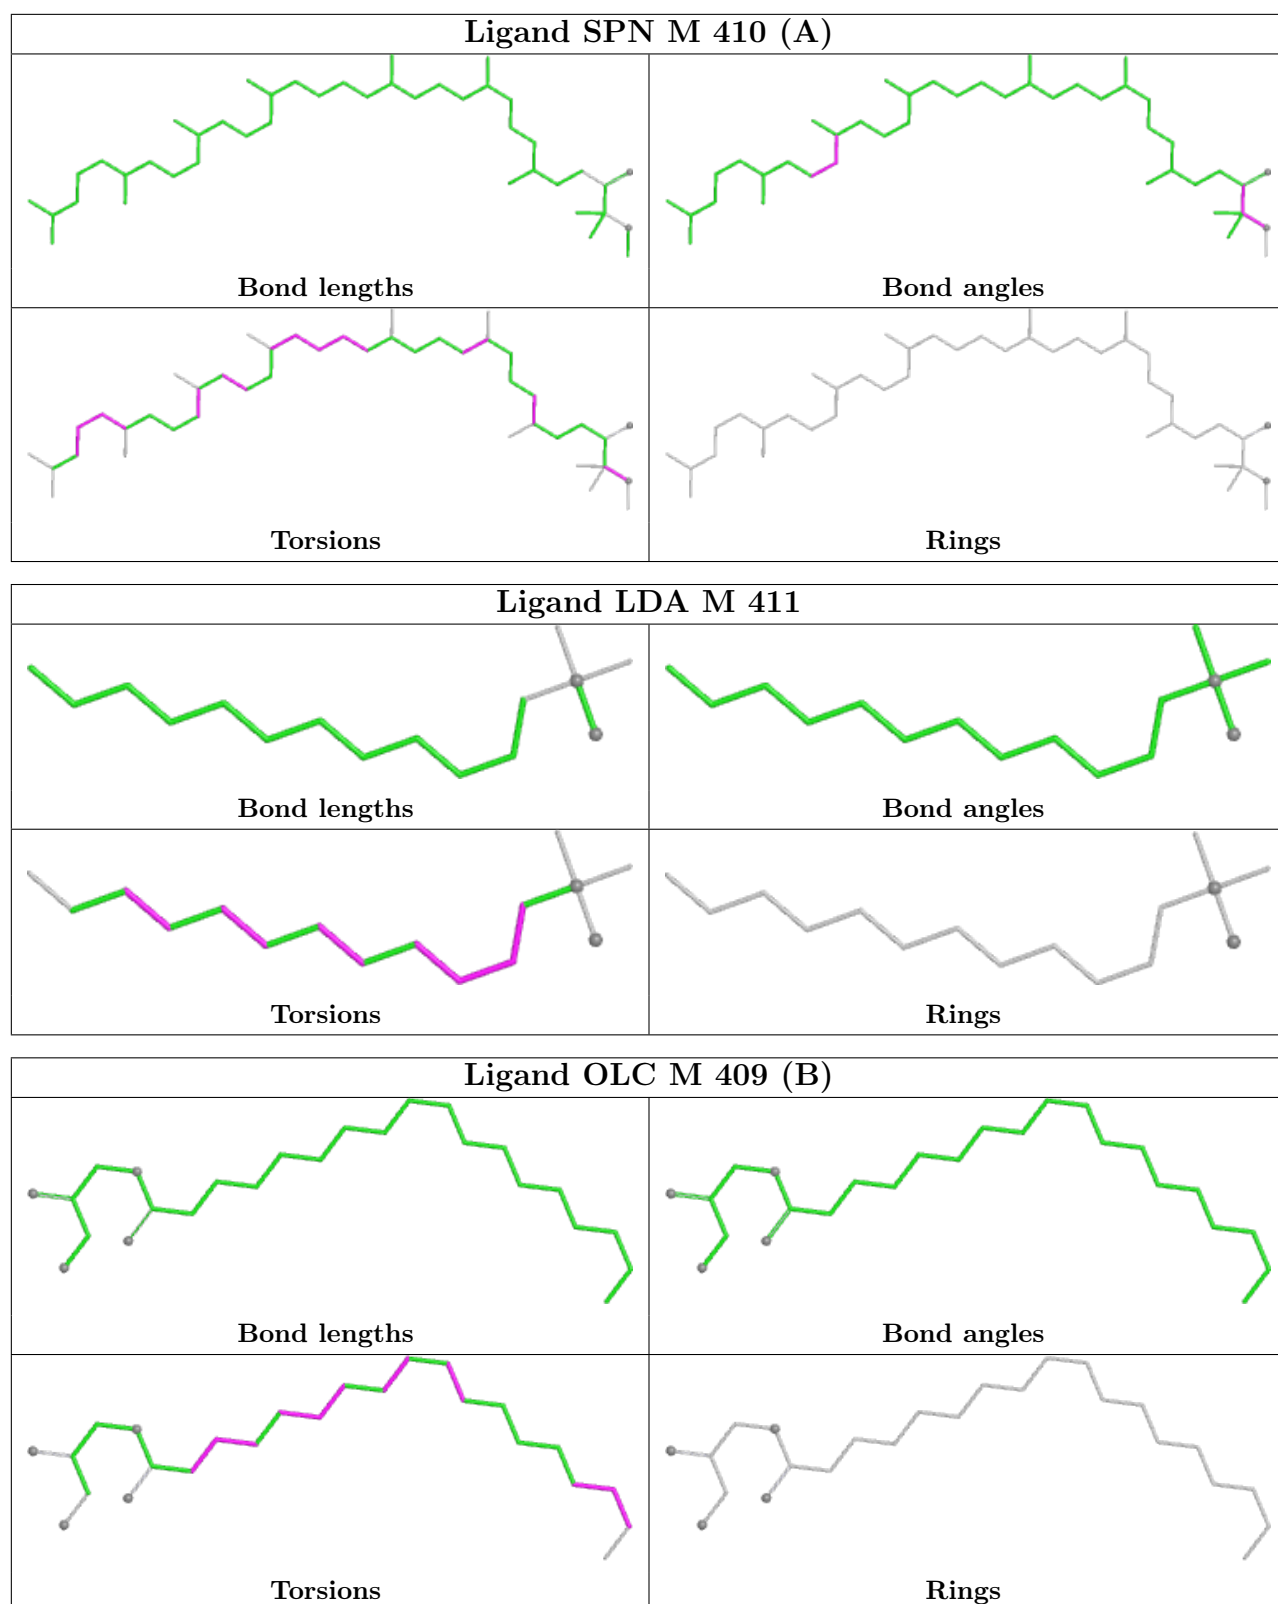 Ligand SPN M 410 (A)
Bond lengths
Bond angles
Torsions
Rings
Ligand LDA M 411
Bond lengths
Bond angles
Torsions
Rings
Ligand OLC M 409 (B)
Bond lengths
Bond angles
Torsions
Rings